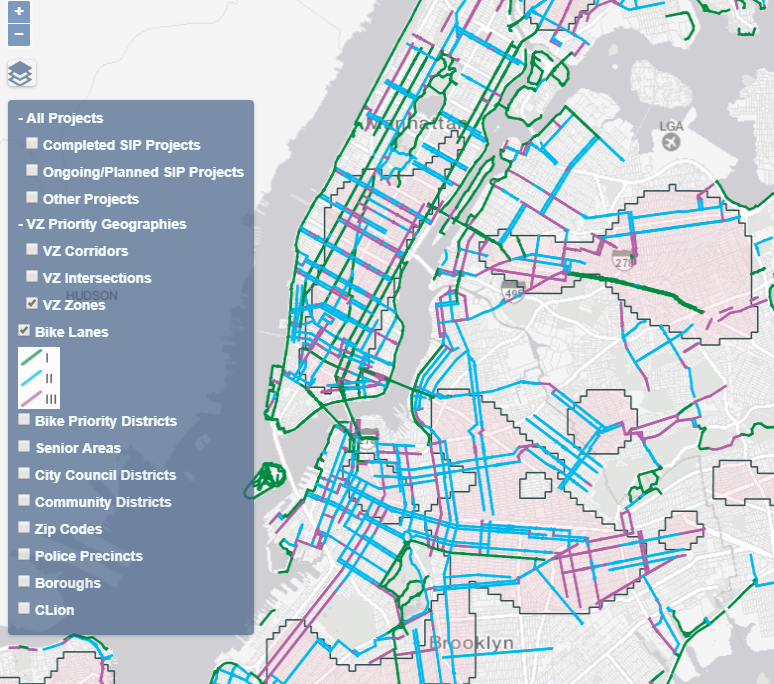 +
−
- All Projects
Completed SIP Projects
Ongoing/Planned SIP Projects
Other Projects
- VZ Priority Geographies
VZ Corridors
VZ Intersections
HUDSON
VZ Zones
Bike Lanes
I
II
III
Bike Priority Districts
Senior Areas
City Council Districts
Community Districts
Zip Codes
Police Precincts
Boroughs
CLion
Manhattan
LGA
278
495
Brooklyn